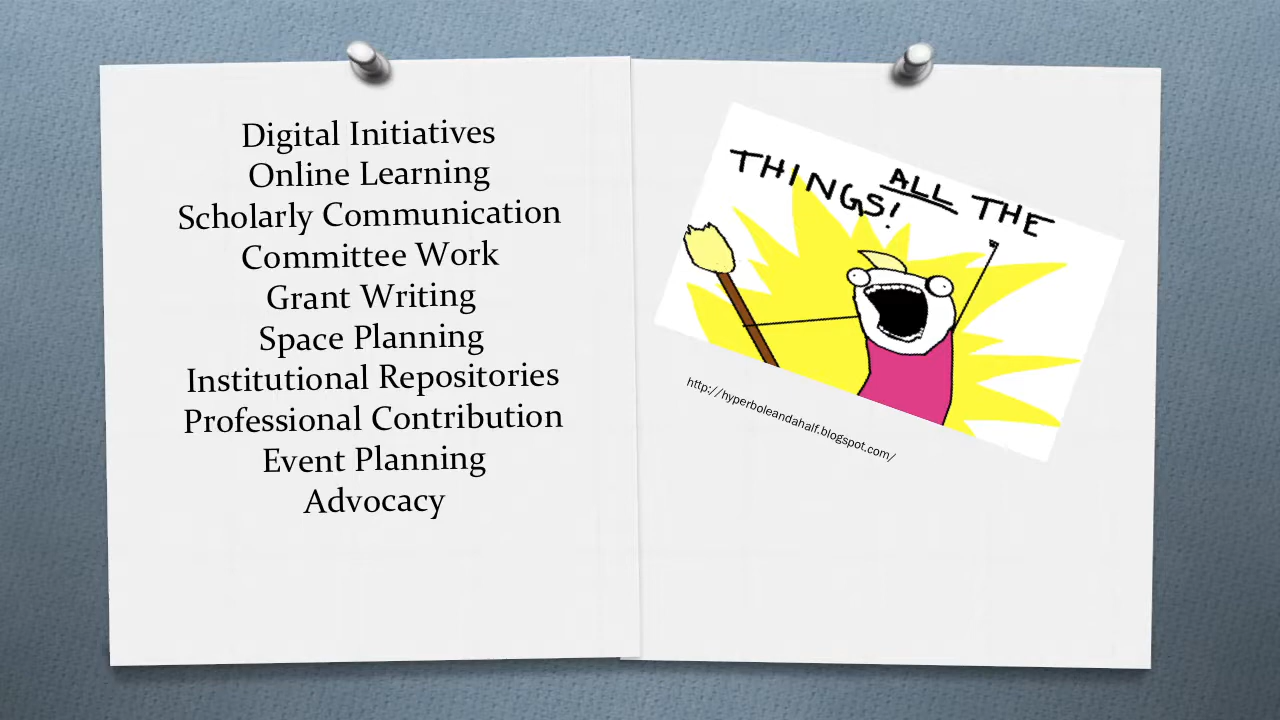 Digital Initiatives
Online Learning
Scholarly Communication
Committee Work
Grant Writing
Space Planning
Institutional Repositories
Professional Contribution
Event Planning
Advocacy
ALL THE
THINGS!
http://hyperboleandahalf.blogspot.com/